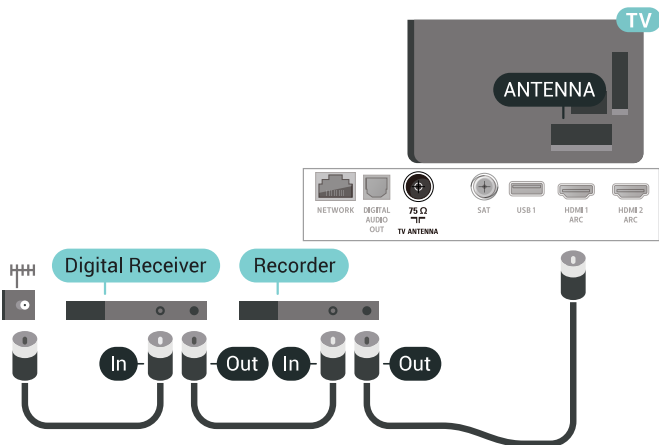 TV
ANTENNA
NETWORK
DIGITAL
AUDIO
OUT
75 Ω
TV ANTENNA
SAT
USB 1
HDMI 1
ARC
HDMI 2
ARC
Digital Receiver
Recorder
In
Out
In
Out